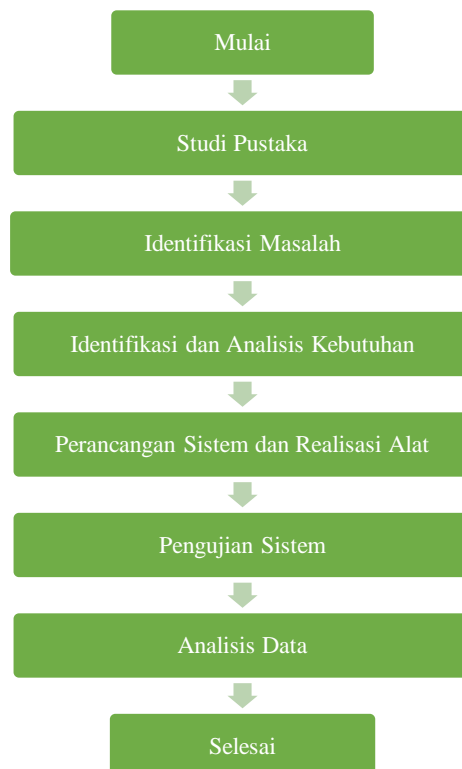 Mulai
Studi Pustaka
Identifikasi Masalah
Identifikasi dan Analisis Kebutuhan
Perancangan Sistem dan Realisasi Alat
Pengujian Sistem
Analisis Data
Selesai